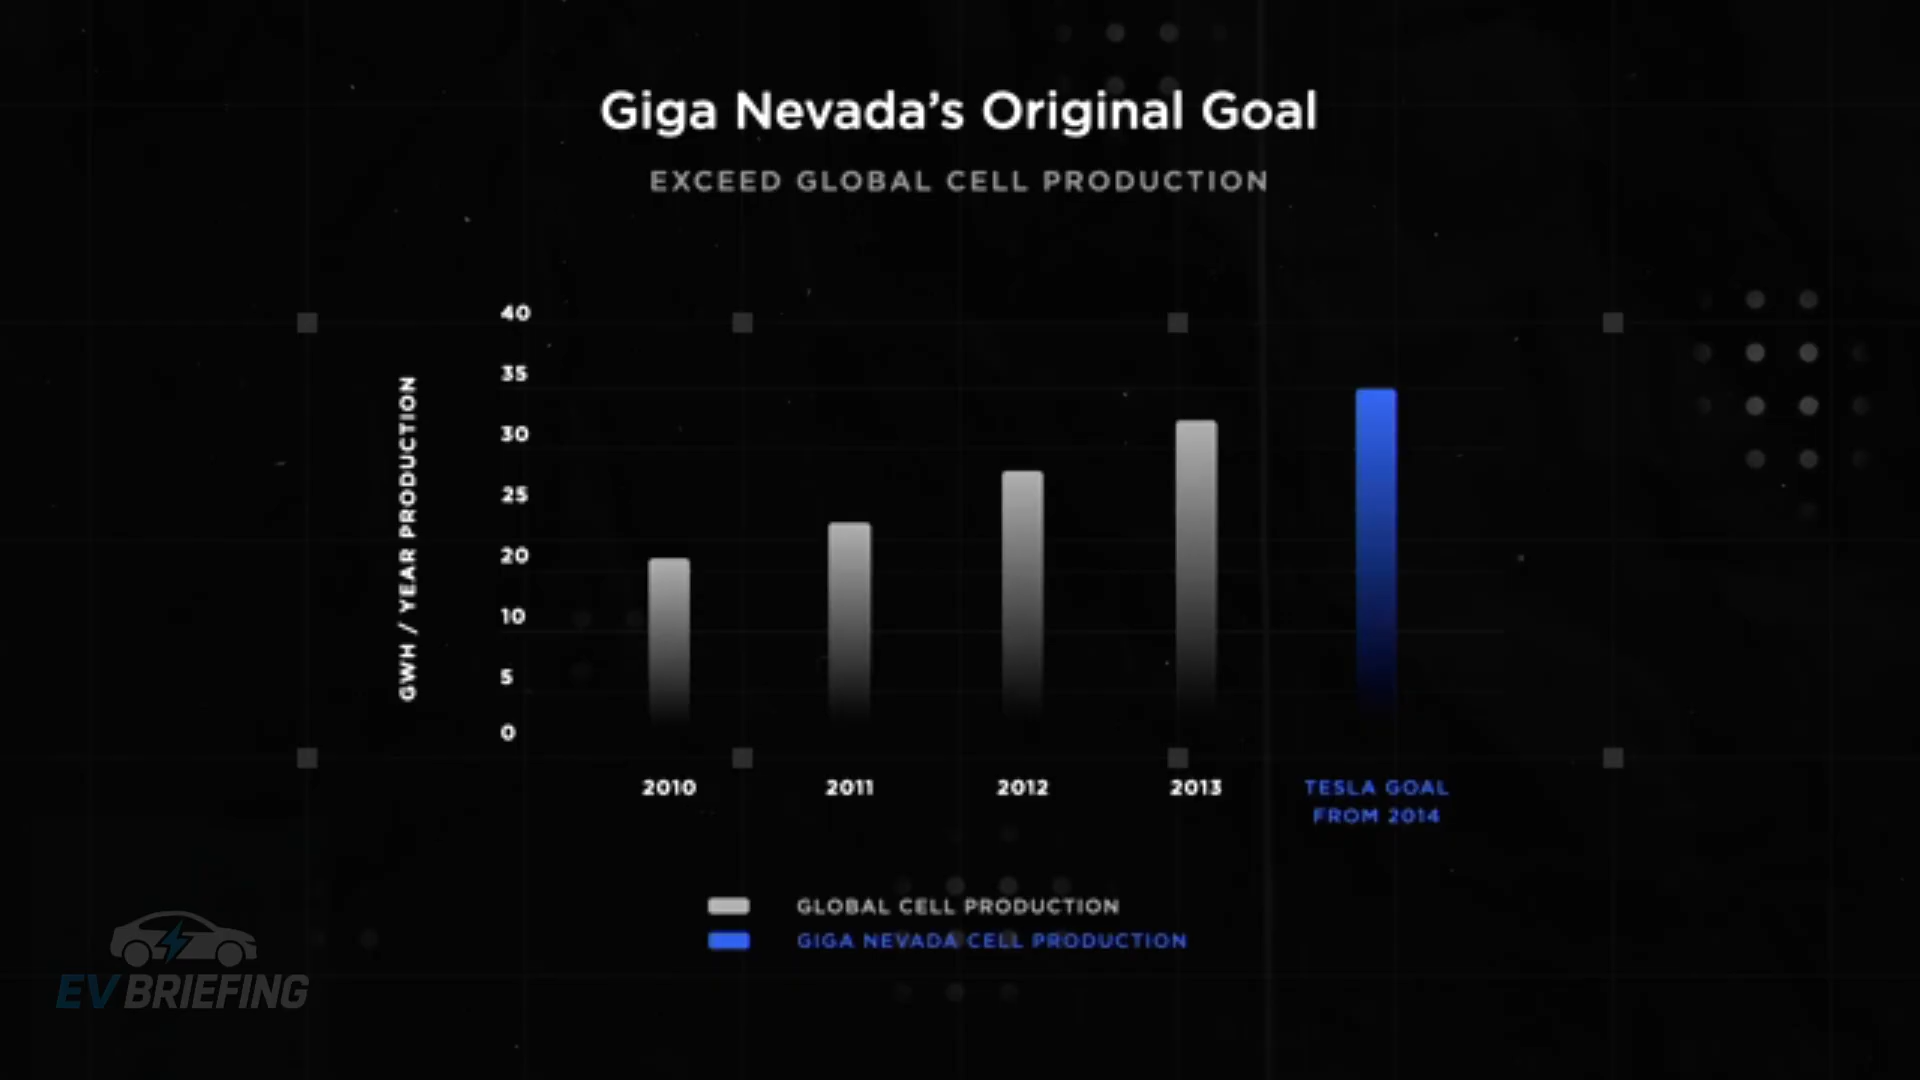 Giga Nevada’s Original Goal
EXCEED GLOBAL CELL PRODUCTION
GWH / YEAR PRODUCTION
40
35
30
25
20
10
5
0
2010
2011
2012
2013
TESLA GOAL
FROM 2014
GLOBAL CELL PRODUCTION
GIGA NEVADA CELL PRODUCTION
EV BRIEFING